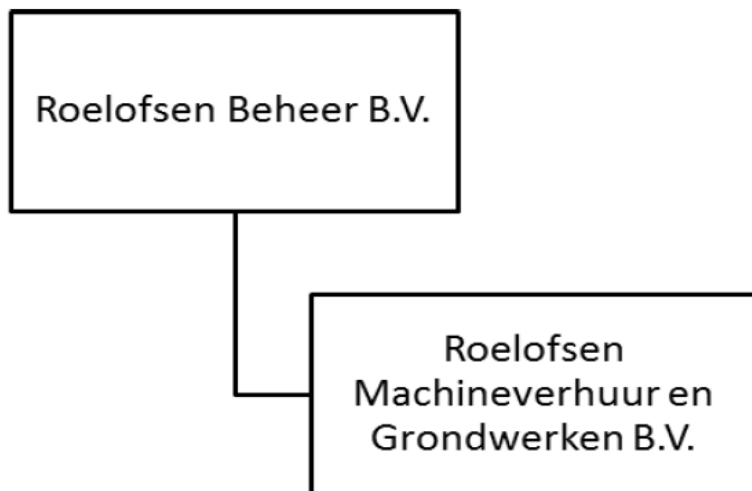 Roelofsen Beheer B.V.
Roelofsen
Machineverhuur en
Grondwerken B.V.